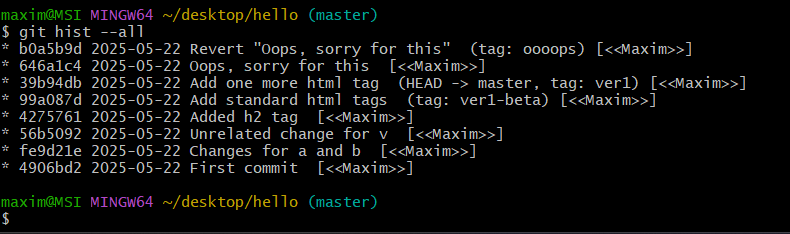 maxim@MSI MINGW64 ~/desktop/hello (master)
$ git hist --all
* b0a5b9d 2025-05-22 Revert "Oops, sorry for this"  (tag: oooops) [<<Maxim>>]
* 646a1c4 2025-05-22 Oops, sorry for this  [<<Maxim>>]
* 39b94db 2025-05-22 Add one more html tag  (HEAD -> master, tag: ver1) [<<Maxim>>]
* 99a087d 2025-05-22 Add standard html tags  (tag: ver1-beta) [<<Maxim>>]
* 4275761 2025-05-22 Added h2 tag  [<<Maxim>>]
* 56b5092 2025-05-22 Unrelated change for v  [<<Maxim>>]
* fe9d21e 2025-05-22 Changes for a and b  [<<Maxim>>]
* 4906bd2 2025-05-22 First commit  [<<Maxim>>]
maxim@MSI MINGW64 ~/desktop/hello (master)
$